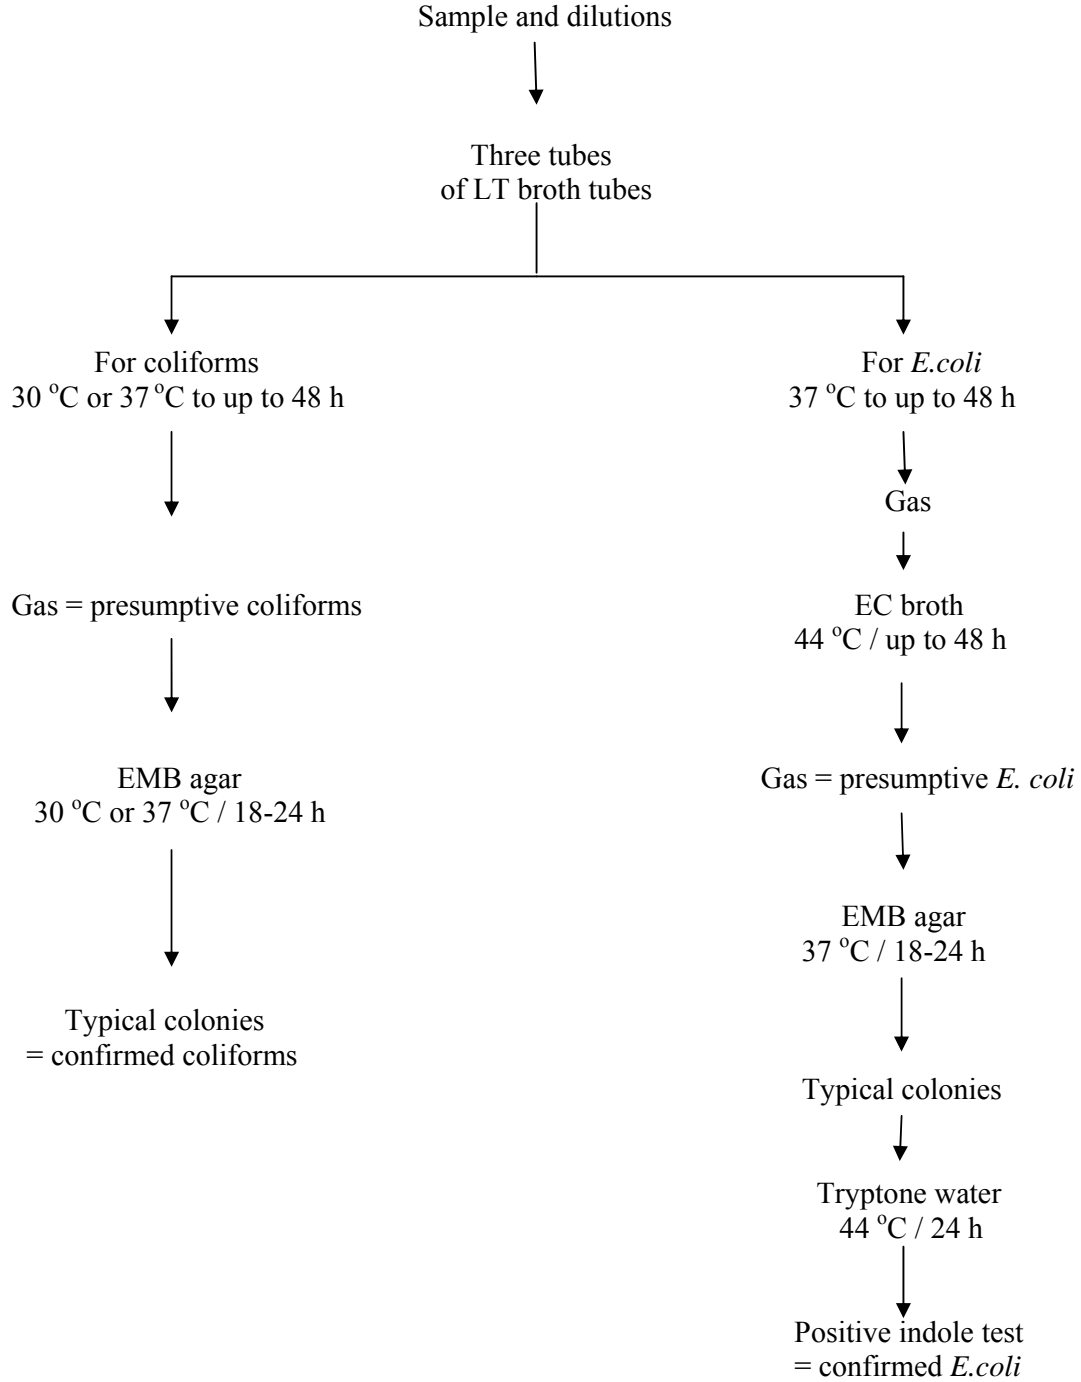 Sample and dilutions
Three tubes
of LT broth tubes
For coliforms
30 °C or 37 °C to up to 48 h
Gas = presumptive coliforms
EMB agar
30 °C or 37 °C / 18-24 h
Typical colonies
= confirmed coliforms
For E.coli
37 °C to up to 48 h
Gas
EC broth
44 °C / up to 48 h
Gas = presumptive E. coli
EMB agar
37 °C / 18-24 h
Typical colonies
Tryptone water
44 °C / 24 h
Positive indole test
= confirmed E.coli